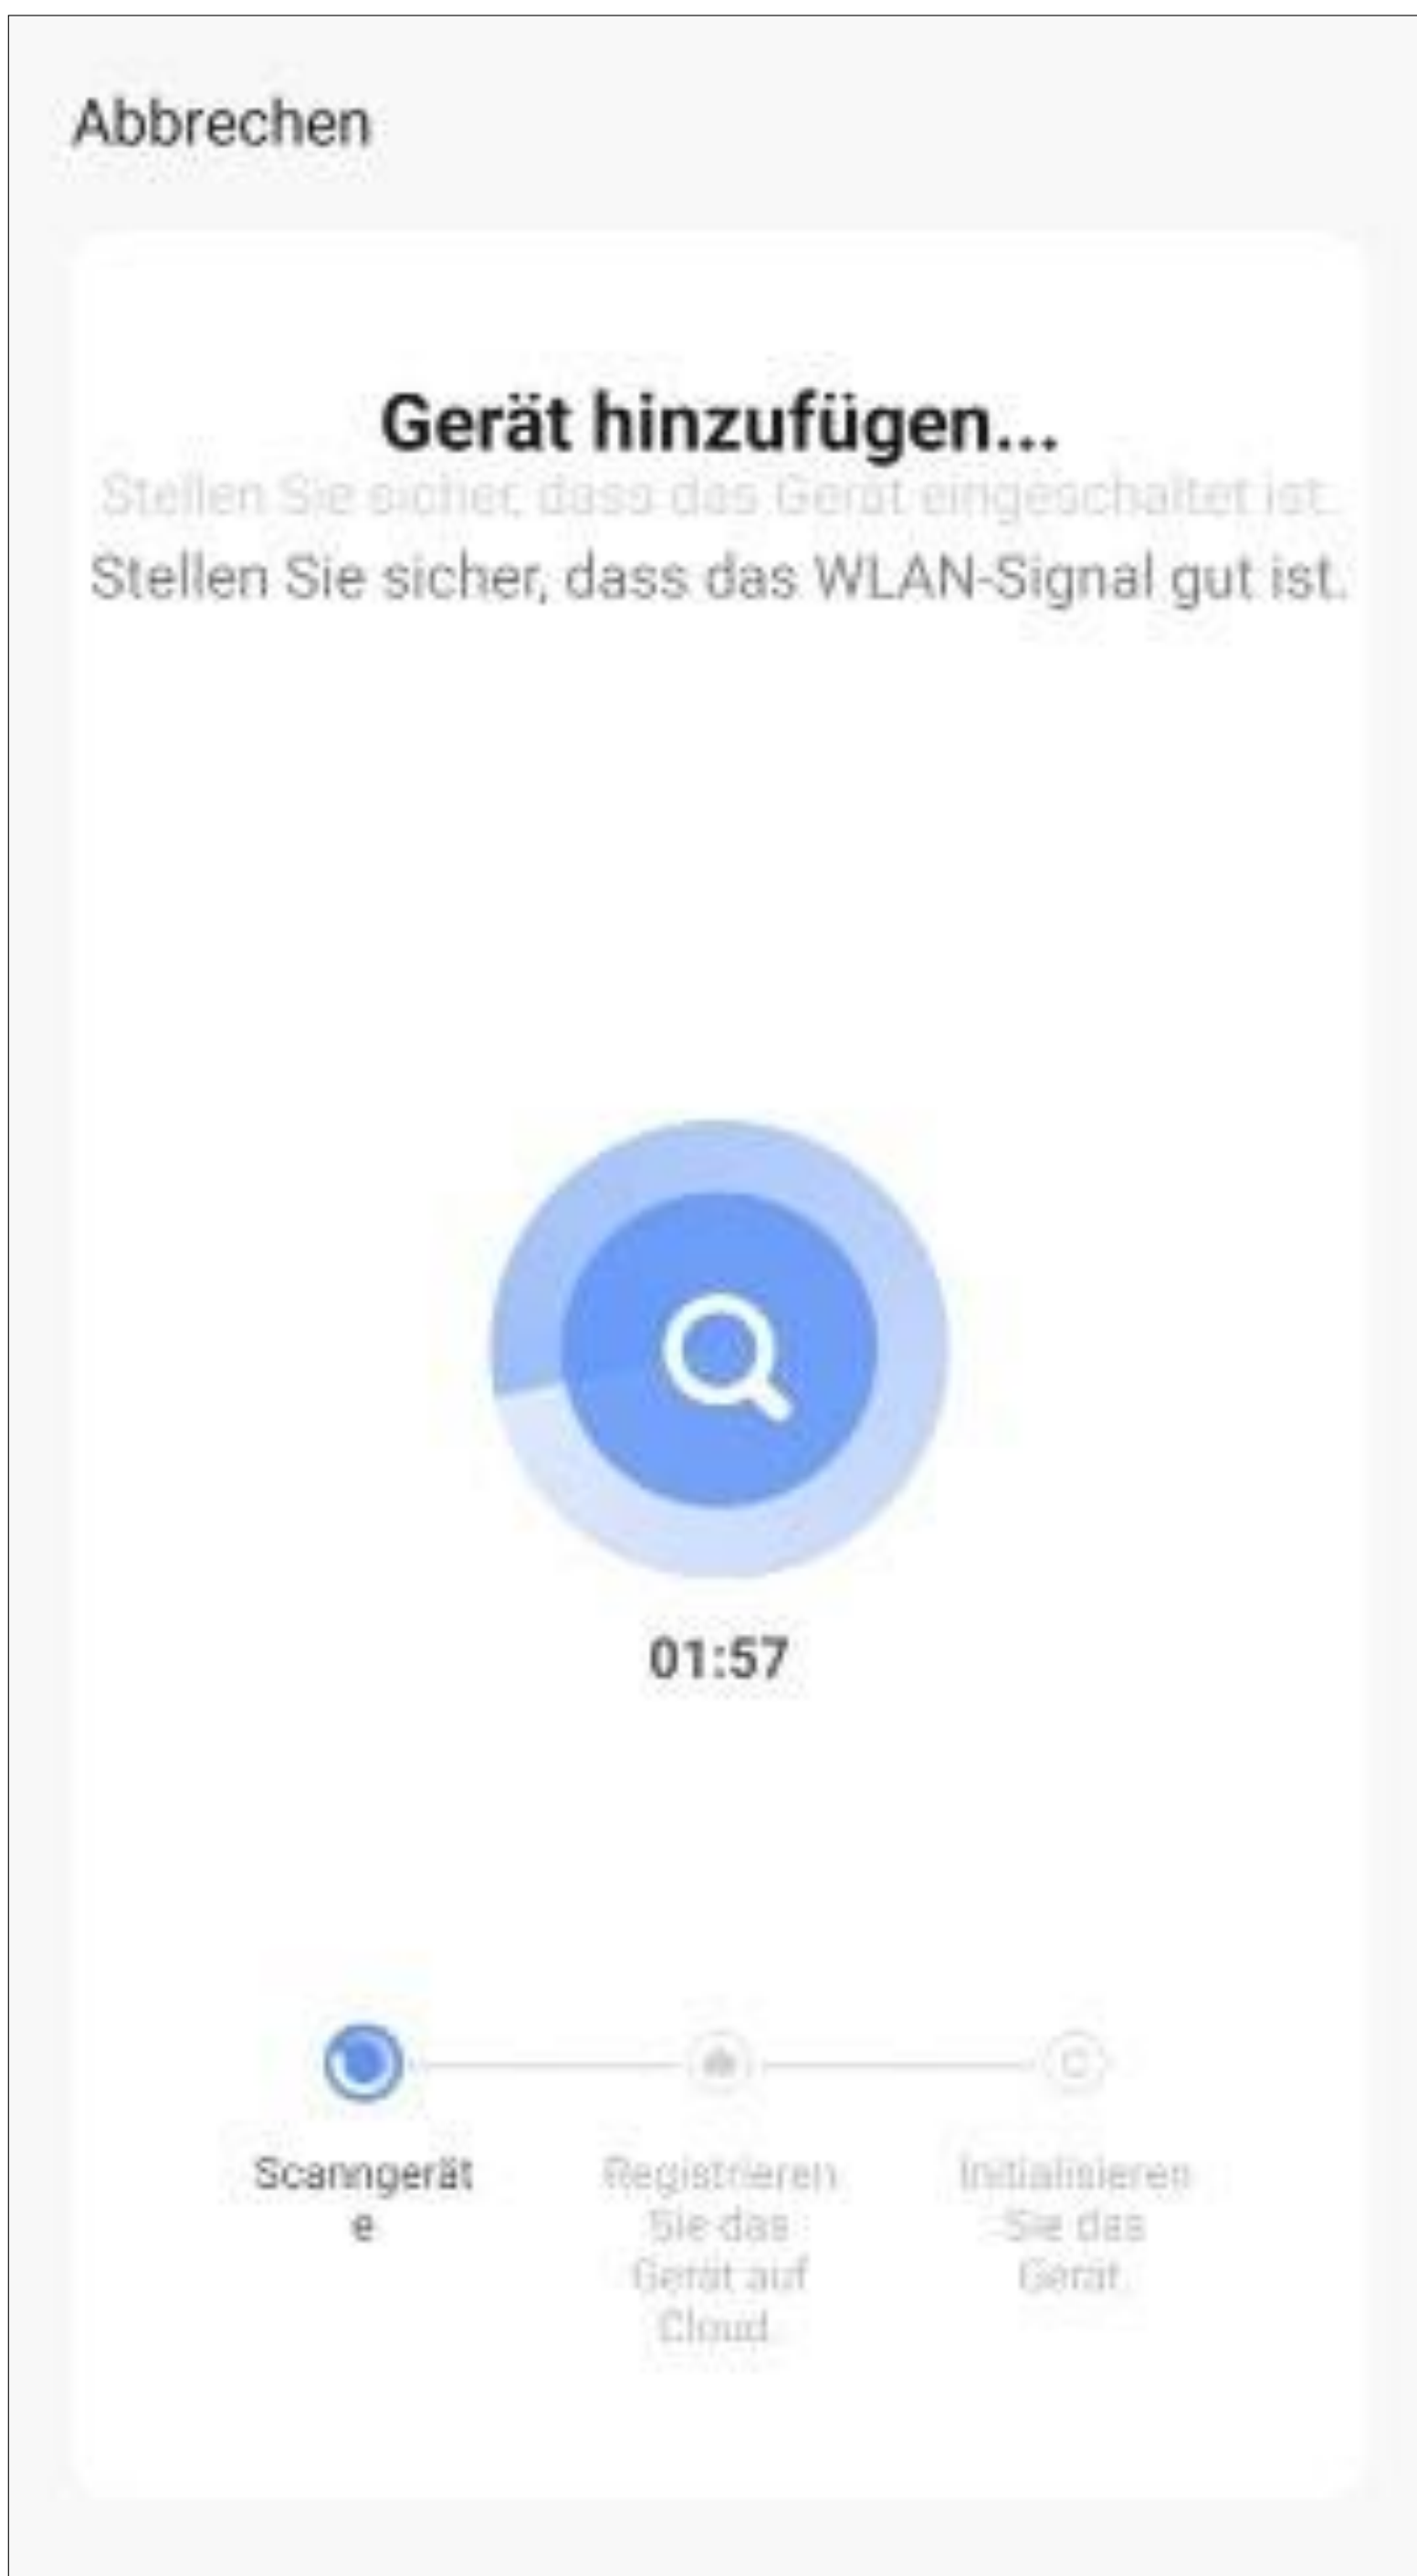 Abbrechen
Gerät hinzufügen...
Stellen Sie sicher, dass das Gerät eingeschaltet ist.
Stellen Sie sicher, dass das WLAN-Signal gut ist.
01:57
Scanngerät
e
Registrieren
Sie das
Gerät auf
Cloud.
Initialisieren
Sie das
Gerät.